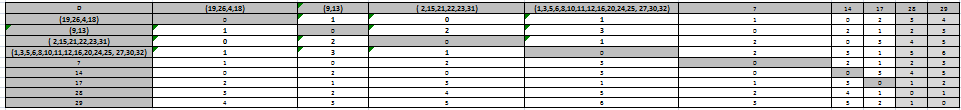 D (19,26,4,18) (9,13) ( 2,15,21,22,23,31) (1,3,5,6,8,10,11,12,16,20,24,25, 27,30,32) 7 14 17 28 29
(19,26,4,18) 0 1 0 1 1 0 2 3 4
(9,13) 1 0 2 3 0 2 1 2 3
( 2,15,21,22,23,31) 0 2 0 1 2 0 3 4 5
(1,3,5,6,8,10,11,12,16,20,24,25, 27,30,32) 1 3 1 0 2 3 1 5 6
7 1 0 2 2 0 2 1 2 3
14 0 2 0 3 0 0 3 4 5
17 2 1 3 1 1 3 0 1 2
28 3 2 4 5 2 4 1 0 1
29 4 3 5 6 3 5 2 1 0